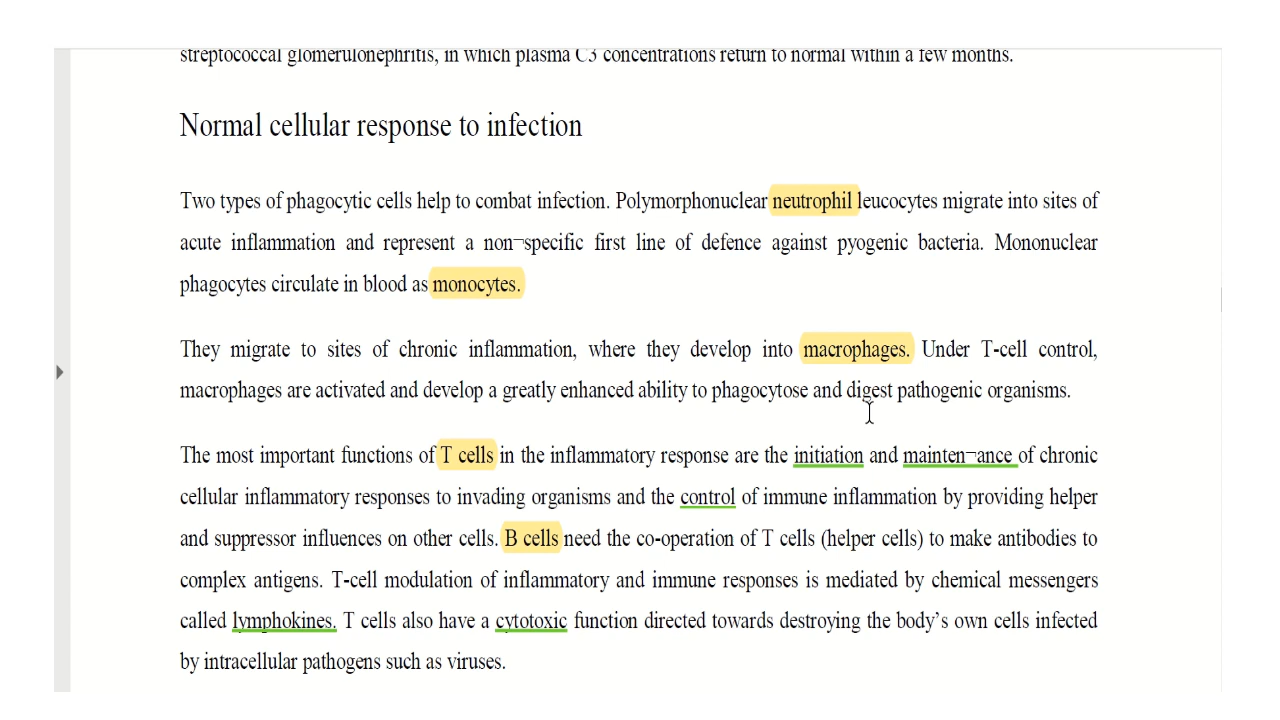 streptococcal glomerulonephritis, in which plasma C3 concentrations return to normal within a few months.
Normal cellular response to infection
Two types of phagocytic cells help to combat infection. Polymorphonuclear neutrophil leucocytes migrate into sites of
acute inflammation and represent a non¬specific first line of defence against pyogenic bacteria. Mononuclear
phagocytes circulate in blood as monocytes.
They migrate to sites of chronic inflammation, where they develop into macrophages. Under T-cell control,
macrophages are activated and develop a greatly enhanced ability to phagocytose and digest pathogenic organisms.
The most important functions of T cells in the inflammatory response are the initiation and mainten¬ance of chronic
cellular inflammatory responses to invading organisms and the control of immune inflammation by providing helper
and suppressor influences on other cells. B cells need the co-operation of T cells (helper cells) to make antibodies to
complex antigens. T-cell modulation of inflammatory and immune responses is mediated by chemical messengers
called lymphokines. T cells also have a cytotoxic function directed towards destroying the body’s own cells infected
by intracellular pathogens such as viruses.